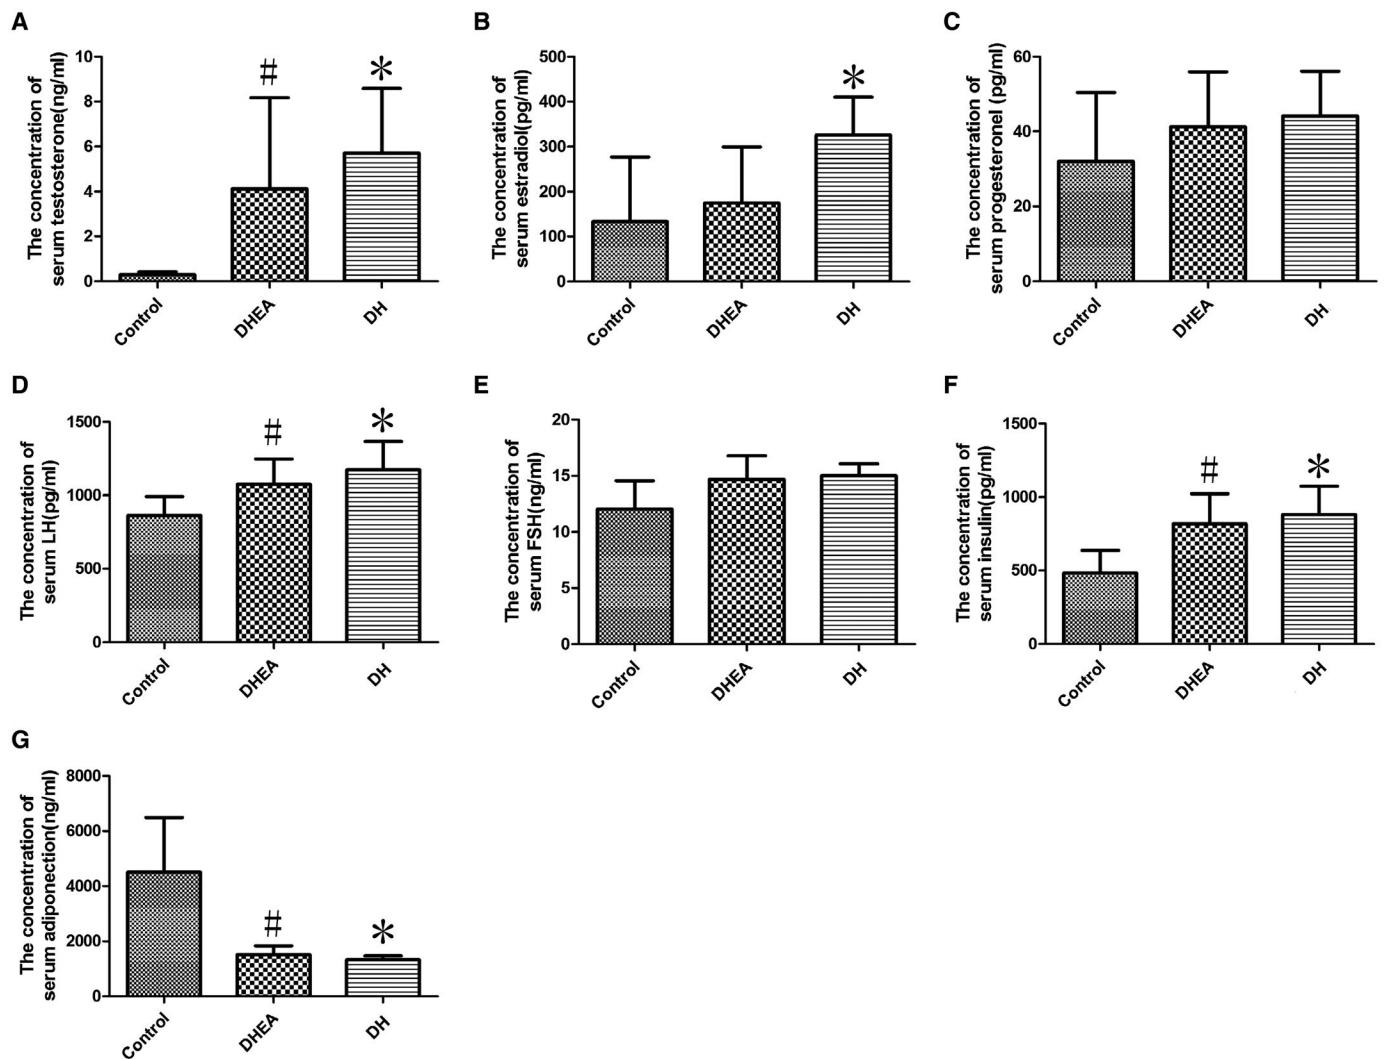 A
The concentration of
serum testosterone(ng/ml)
10
8
6
4
2
0
#
*
Control
DHEA
DH
B
The concentration of
serum estradiol(pg/ml)
500
400
300
200
100
0
*
Control
DHEA
DH
C
The concentration of
serum progesteronel (pg/ml)
60
40
20
0
Control
DHEA
DH
D
The concentration of
serum LH(pg/ml)
1500
1000
500
0
#
*
Control
DHEA
DH
E
The concentration of
serum FSH(ng/ml)
20
15
10
5
0
Control
DHEA
DH
F
The concentration of
serum insulin(pg/ml)
1500
1000
500
0
#
*
Control
DHEA
DH
G
The concentration of
serum adiponection(ng/ml)
8000
6000
4000
2000
0
#
*
Control
DHEA
DH